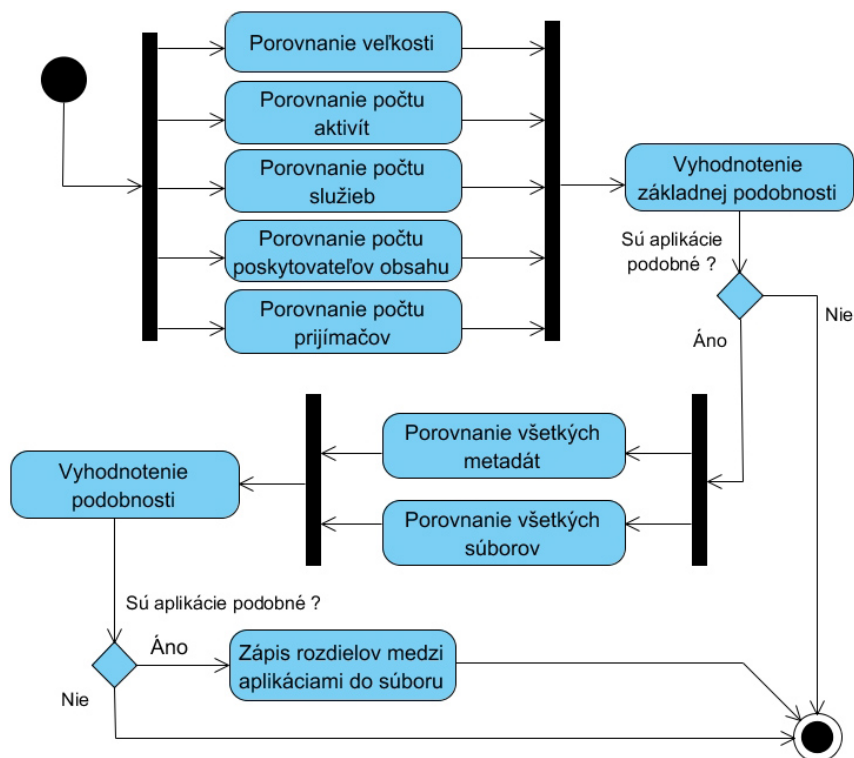 Porovnanie veľkosti
Porovnanie počtu
aktivít
Porovnanie počtu
služieb
Porovnanie počtu
poskytovateľov obsahu
Porovnanie počtu
prijímačov
Vyhodnotenie
základnej podobnosti
Sú aplikácie
podobné ?
Nie
Áno
Porovnanie všetkých
metadát
Porovnanie všetkých
súborov
Vyhodnotenie
podobnosti
Sú aplikácie podobné ?
Áno
Nie
Zápis rozdielov medzi
aplikáciami do súboru